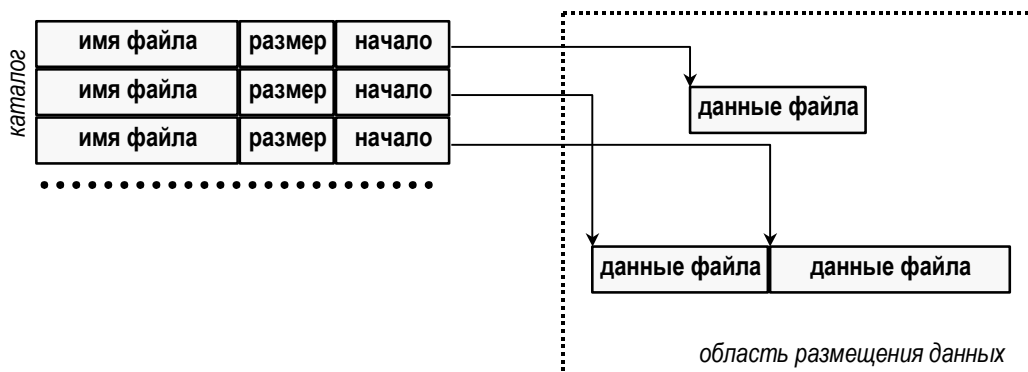 каталог
имя файла размер начало
имя файла размер начало
имя файла размер начало
данные файла
данные файла данные файла
область размещения данных